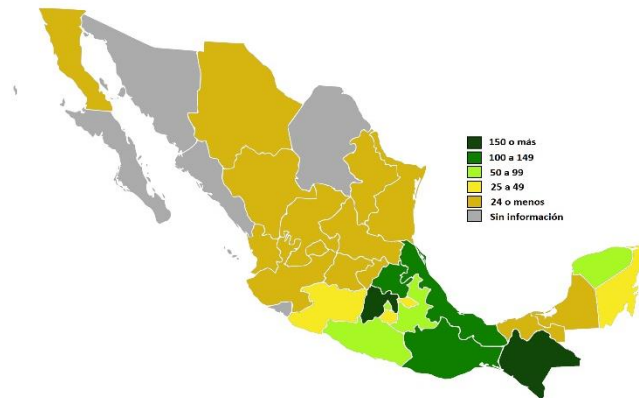 150 o más
100 a 149
50 a 99
25 a 49
24 o menos
Sin información